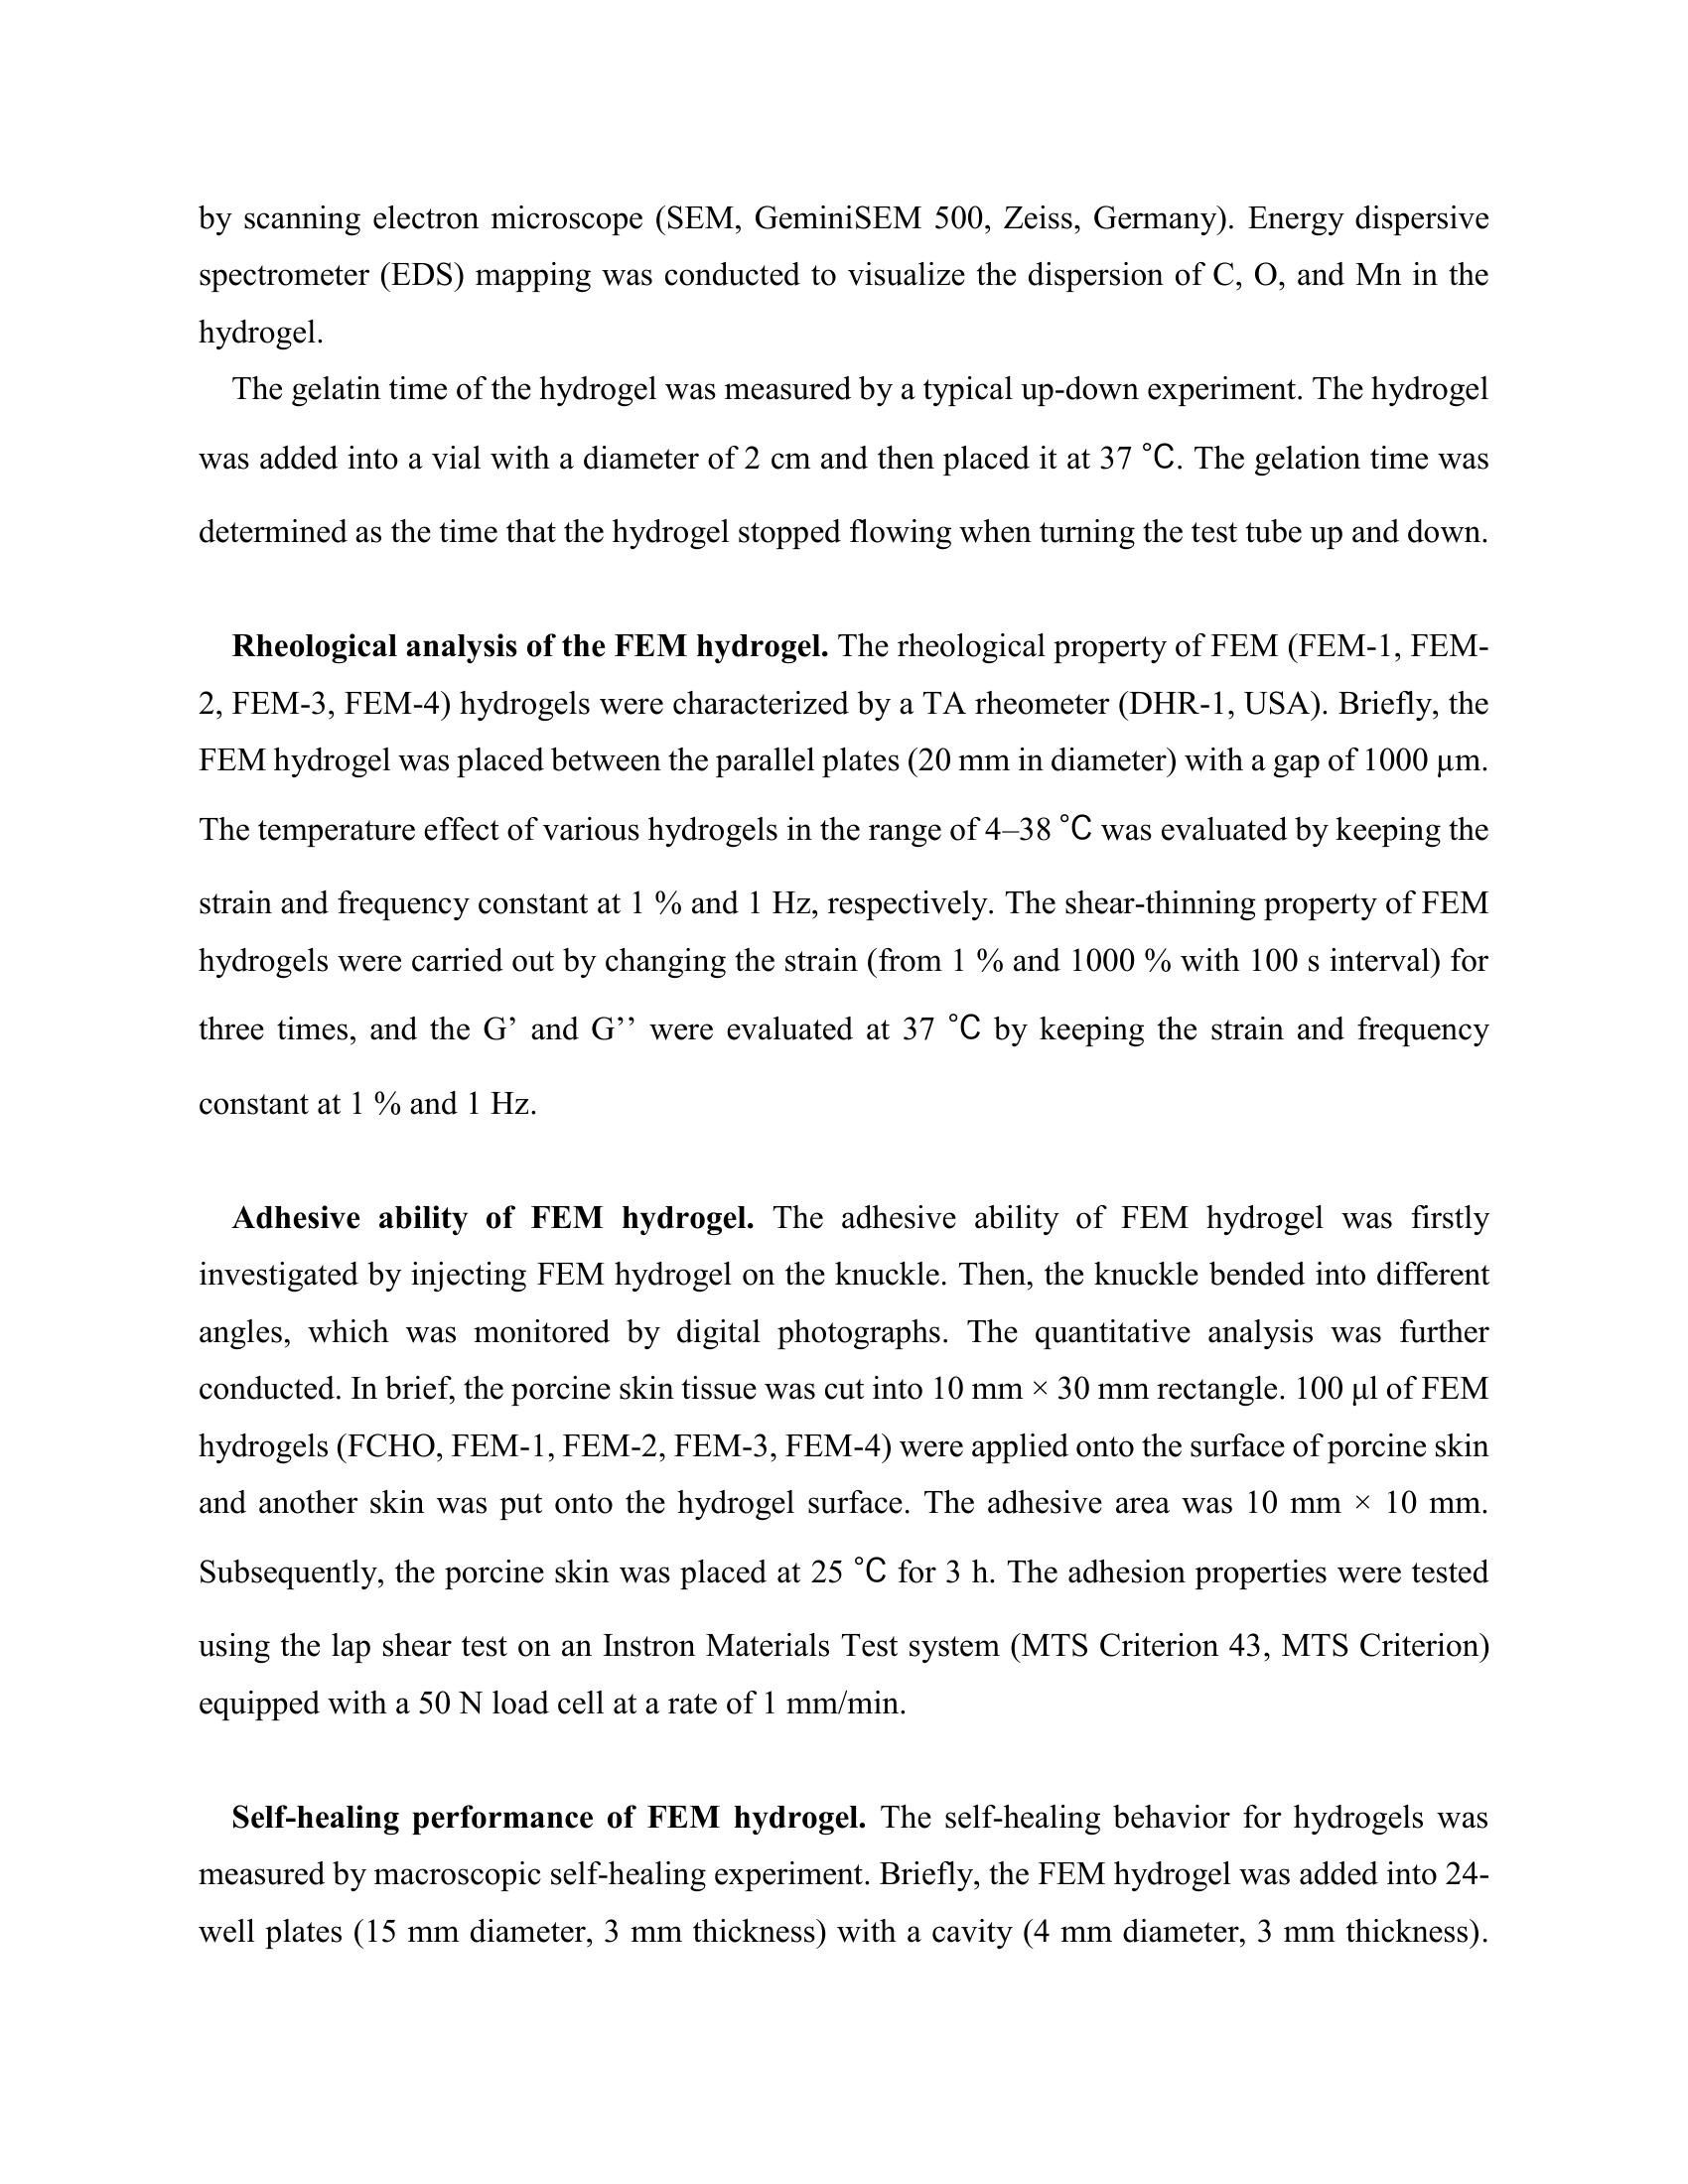 by scanning electron microscope (SEM, GeminiSEM 500, Zeiss, Germany). Energy dispersive
spectrometer (EDS) mapping was conducted to visualize the dispersion of C, O, and Mn in the
hydrogel.
The gelatin time of the hydrogel was measured by a typical up-down experiment. The hydrogel
was added into a vial with a diameter of 2 cm and then placed it at 37 ℃. The gelation time was
determined as the time that the hydrogel stopped flowing when turning the test tube up and down.
Rheological analysis of the FEM hydrogel. The rheological property of FEM (FEM-1, FEM-
2, FEM-3, FEM-4) hydrogels were characterized by a TA rheometer (DHR-1, USA). Briefly, the
FEM hydrogel was placed between the parallel plates (20 mm in diameter) with a gap of 1000 μm.
The temperature effect of various hydrogels in the range of 4–38 ℃ was evaluated by keeping the
strain and frequency constant at 1 % and 1 Hz, respectively. The shear-thinning property of FEM
hydrogels were carried out by changing the strain (from 1 % and 1000 % with 100 s interval) for
three times, and the G’ and G’’ were evaluated at 37 ℃ by keeping the strain and frequency
constant at 1 % and 1 Hz.
Adhesive ability of FEM hydrogel. The adhesive ability of FEM hydrogel was firstly
investigated by injecting FEM hydrogel on the knuckle. Then, the knuckle bended into different
angles, which was monitored by digital photographs. The quantitative analysis was further
conducted. In brief, the porcine skin tissue was cut into 10 mm × 30 mm rectangle. 100 μl of FEM
hydrogels (FCHO, FEM-1, FEM-2, FEM-3, FEM-4) were applied onto the surface of porcine skin
and another skin was put onto the hydrogel surface. The adhesive area was 10 mm × 10 mm.
Subsequently, the porcine skin was placed at 25 ℃ for 3 h. The adhesion properties were tested
using the lap shear test on an Instron Materials Test system (MTS Criterion 43, MTS Criterion)
equipped with a 50 N load cell at a rate of 1 mm/min.
Self-healing performance of FEM hydrogel. The self-healing behavior for hydrogels was
measured by macroscopic self-healing experiment. Briefly, the FEM hydrogel was added into 24-
well plates (15 mm diameter, 3 mm thickness) with a cavity (4 mm diameter, 3 mm thickness).